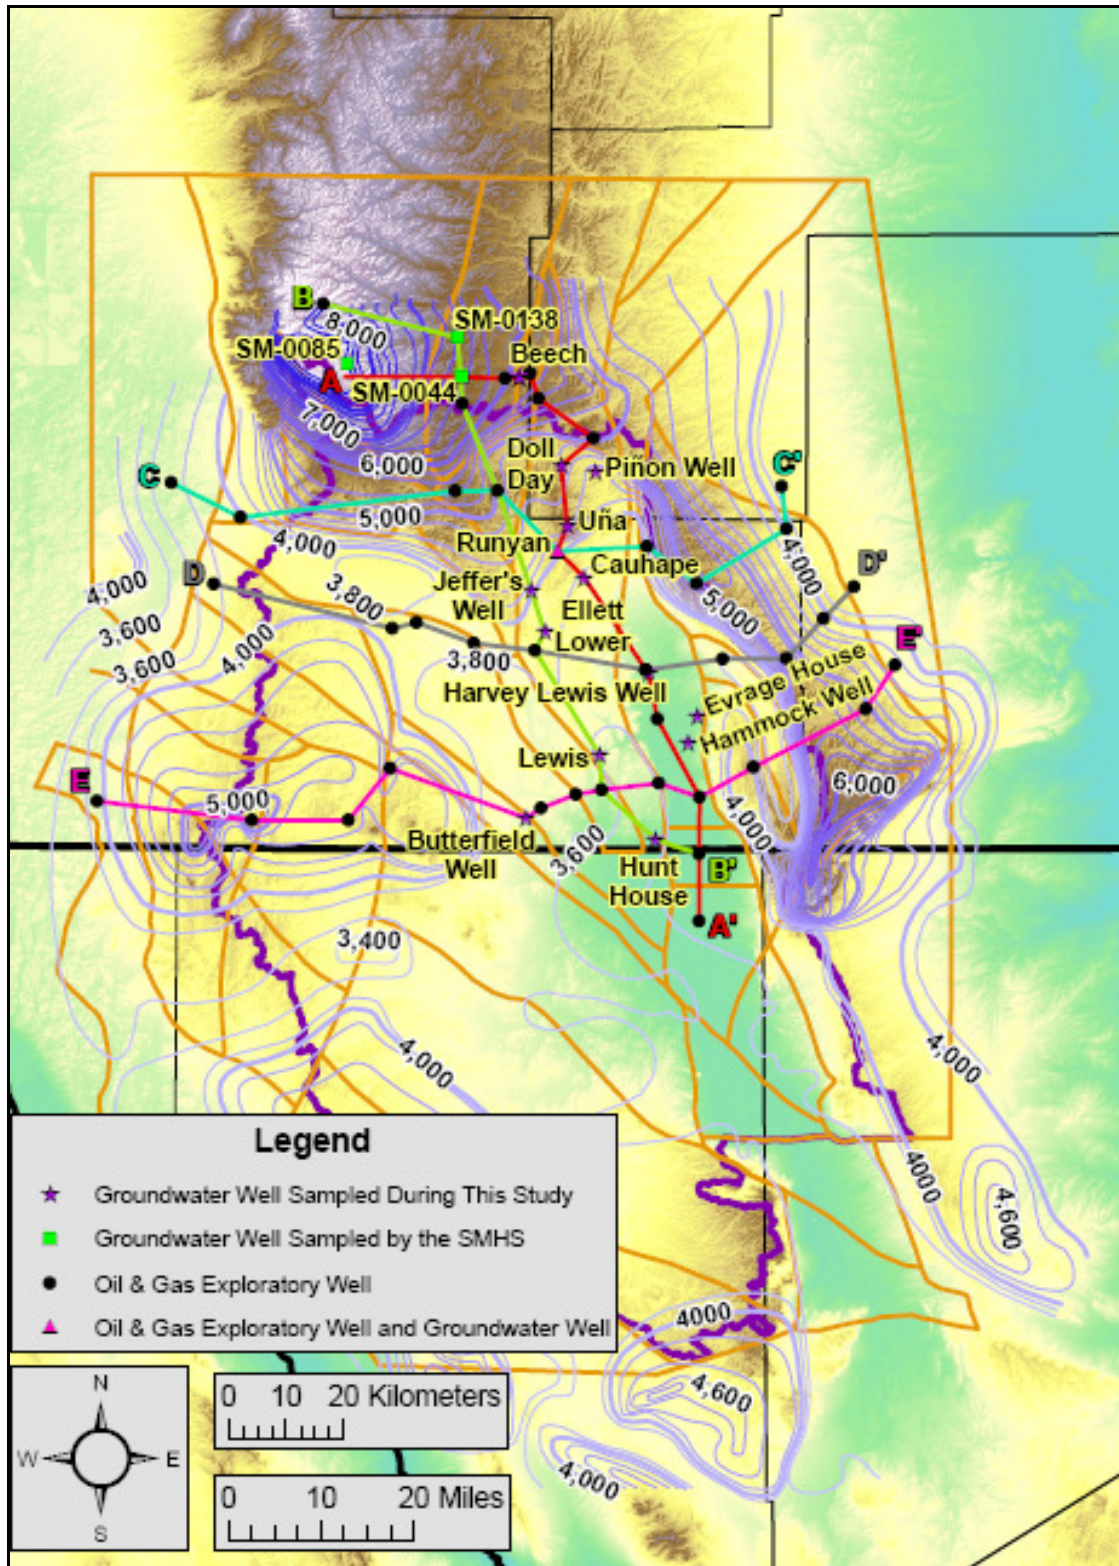 B
8,000
SM-0138
SM-0085
Beech
A
SM-0044
7,000
Doll
Day
Piñon Well
6,000
C
C'
5,000
Uña
4,000
Runyan
Cauhape
4,000
D'
4,000
D
Jeffer's
Well
3,800
5,000
Ellett
3,600
4,000
Lower
E'
3,600
3,800
Evrage House
Harvey Lewis Well
Hammock Well
Lewis
E
5,000
6,000
4,000
Butterfield
Well
3,600
Hunt
House
B'
A'
3,400
4,000
4,000
4000
4,600
Legend
Groundwater Well Sampled During This Study
Groundwater Well Sampled by the SMHS
Oil & Gas Exploratory Well
Oil & Gas Exploratory Well and Groundwater Well
4000
4,600
4,000
N
W E
S
0 10 20 Kilometers
0 10 20 Miles